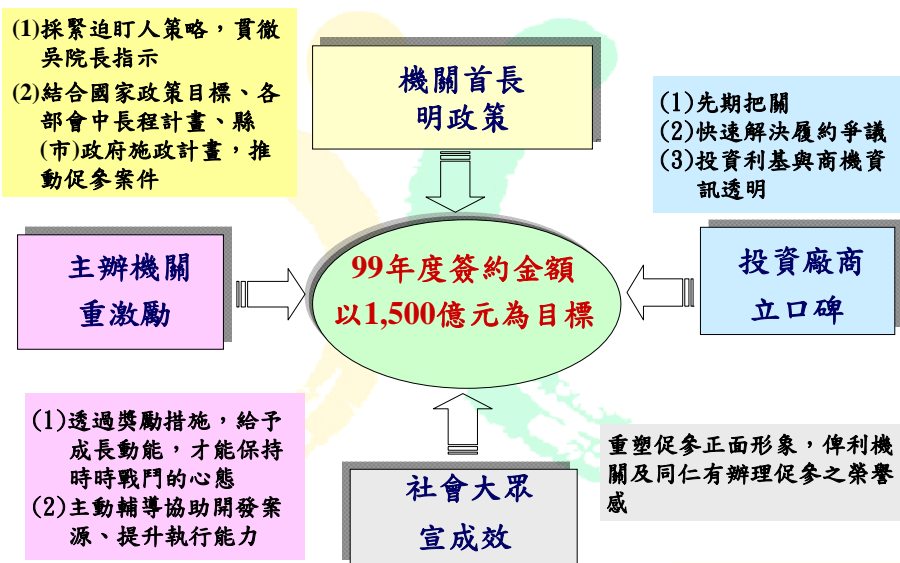 (1)採緊迫盯人策略，貫徹
吳院長指示
(2)結合國家政策目標、各
部會中長程計畫、縣
(市)政府施政計畫，推
動促參案件
機關首長
明政策
(1)先期把關
(2)快速解決履約爭議
(3)投資利基與商機資
訊透明
主辦機關
重激勵
99年度簽約金額
以1,500億元為目標
投資廠商
立口碑
(1)透過獎勵措施，給予
成長動能，才能保持
時時戰鬥的心態
(2)主動輔導協助開發案
源、提升執行能力
社會大眾
宣成效
重塑促參正面形象，俾利機
關及同仁有辦理促參之榮譽
感